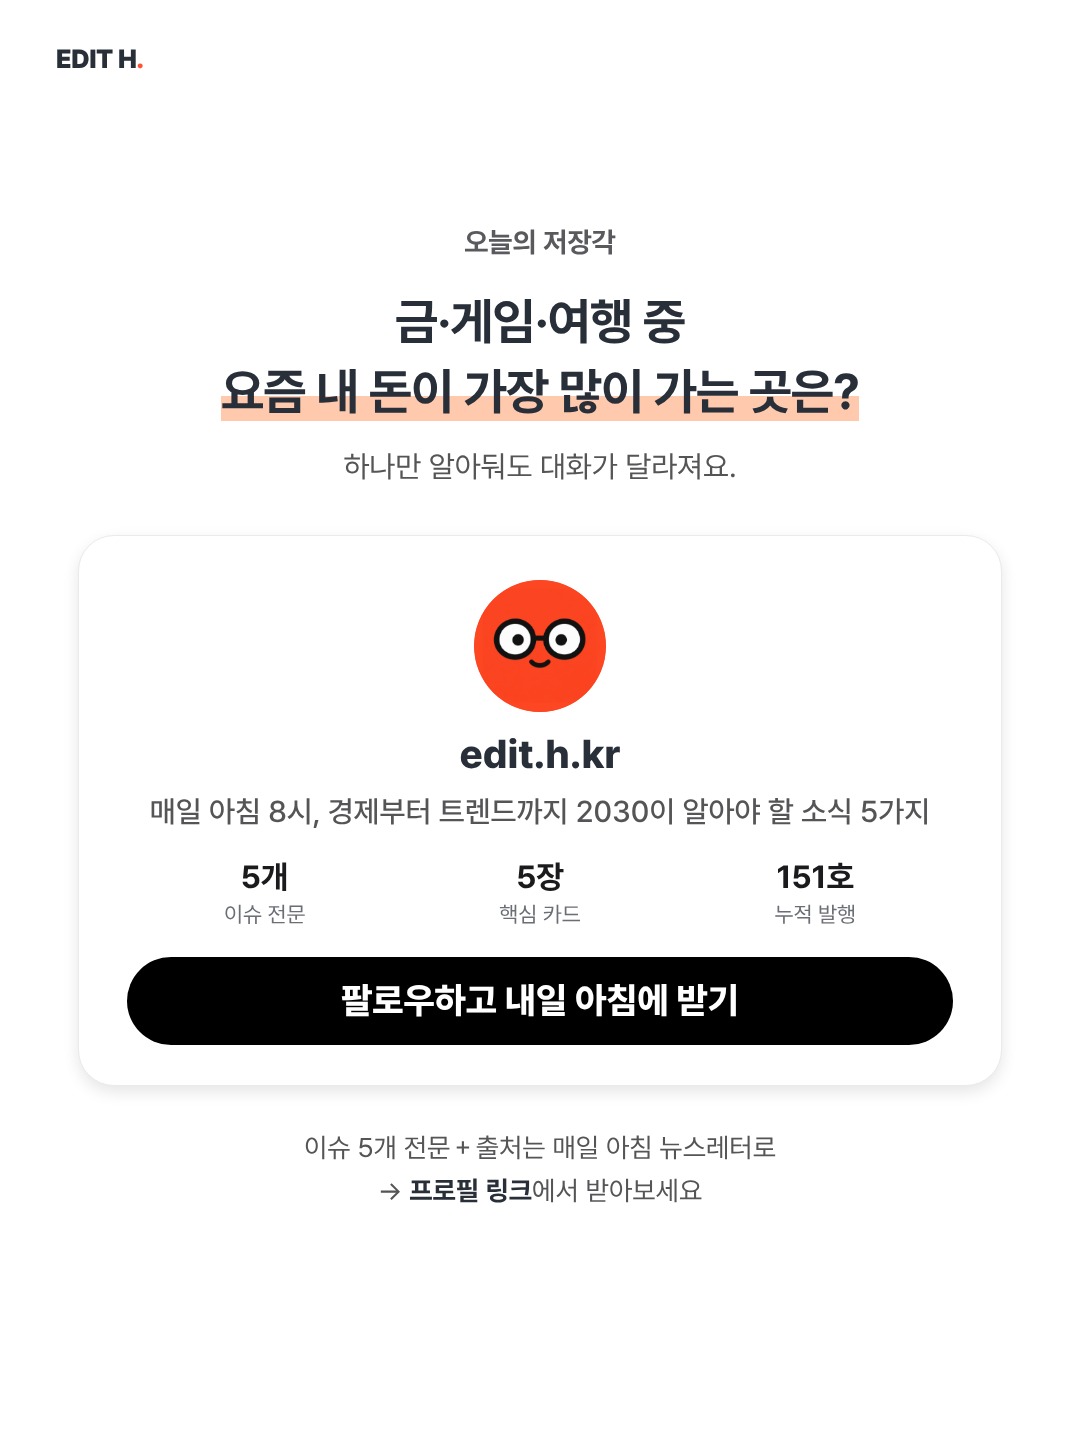 EDIT H.
오늘의 저장각
금·게임·여행 중
요즘 내 돈이 가장 많이 가는 곳은?
하나만 알아둬도 대화가 달라져요.
edit.h.kr
매일 아침 8시, 경제부터 트렌드까지 2030이 알아야 할 소식 5가지
5개 5장 151호
이슈 전문 핵심 카드 누적 발행
팔로우하고 내일 아침에 받기
이슈 5개 전문 + 출처는 매일 아침 뉴스레터로
→ 프로필 링크에서 받아보세요